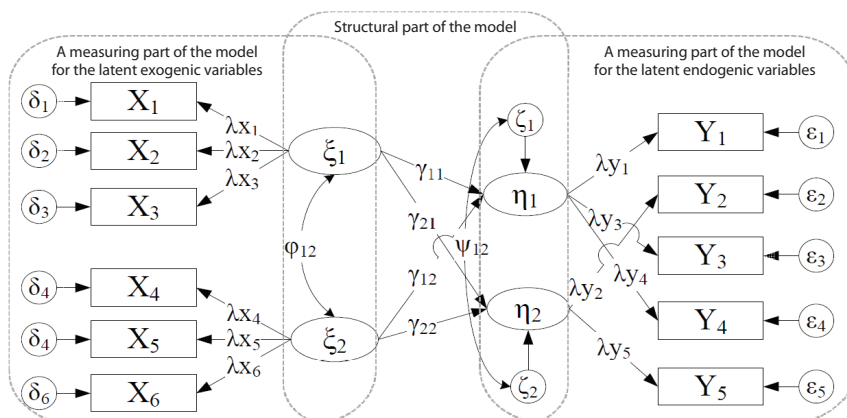 Structural part of the model
A measuring part of the model
for the latent exogenic variables
A measuring part of the model
for the latent endogenic variables
δ₁ X₁ λx₁
δ₂ X₂ λx₂
δ₃ X₃ λx₃
δ₄ X₄ λx₄
δ₄ X₅ λx₅
δ₆ X₆ λx₆
ξ₁
φ₁₂
ξ₂
γ₁₁
γ₂₁
γ₁₂
γ₂₂
ζ₁
η₁
ψ₁₂
η₂
ζ₂
λy₁
λy₃
λy₄
λy₂
λy₅
Y₁ ε₁
Y₂ ε₂
Y₃ ε₃
Y₄ ε₄
Y₅ ε₅